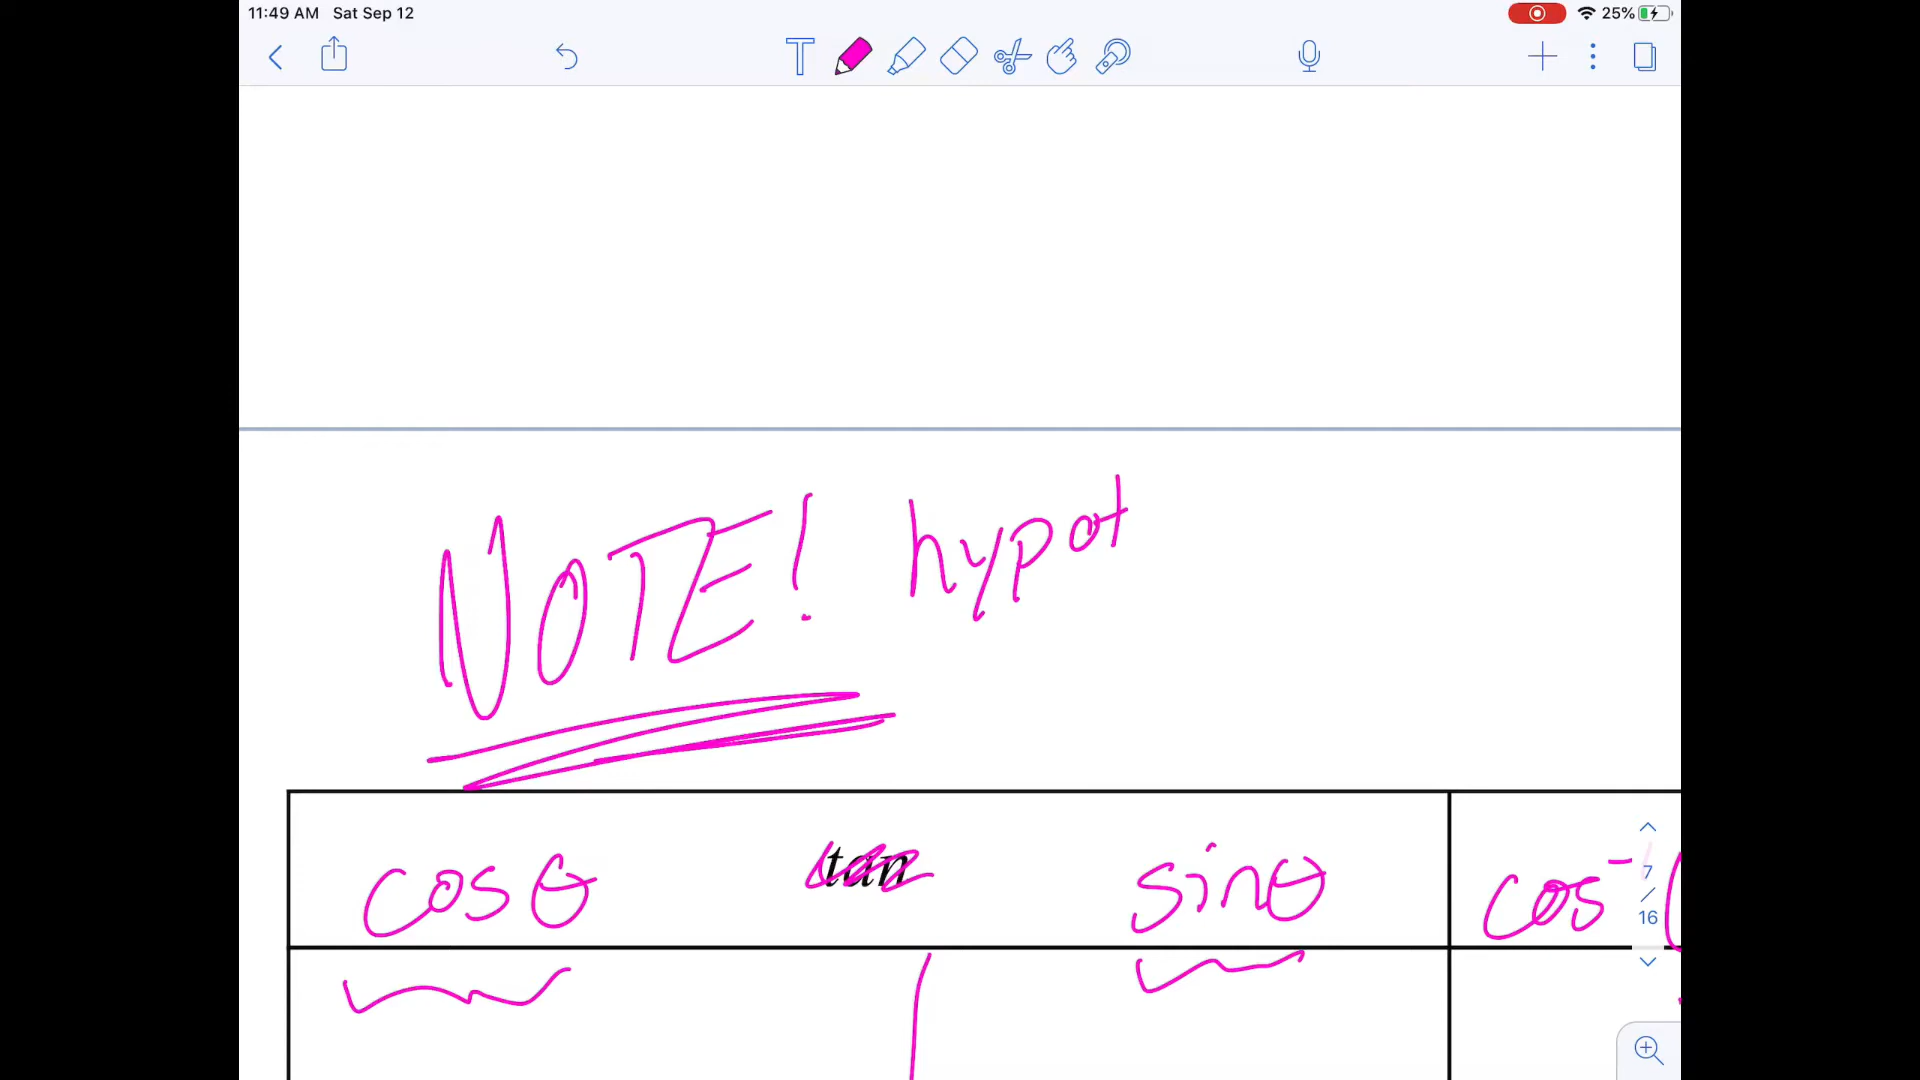 11:49 AM Sat Sep 12
25%
T
NOTE! hypot
cosθ tan sinθ cos⁻¹(
7
/
16